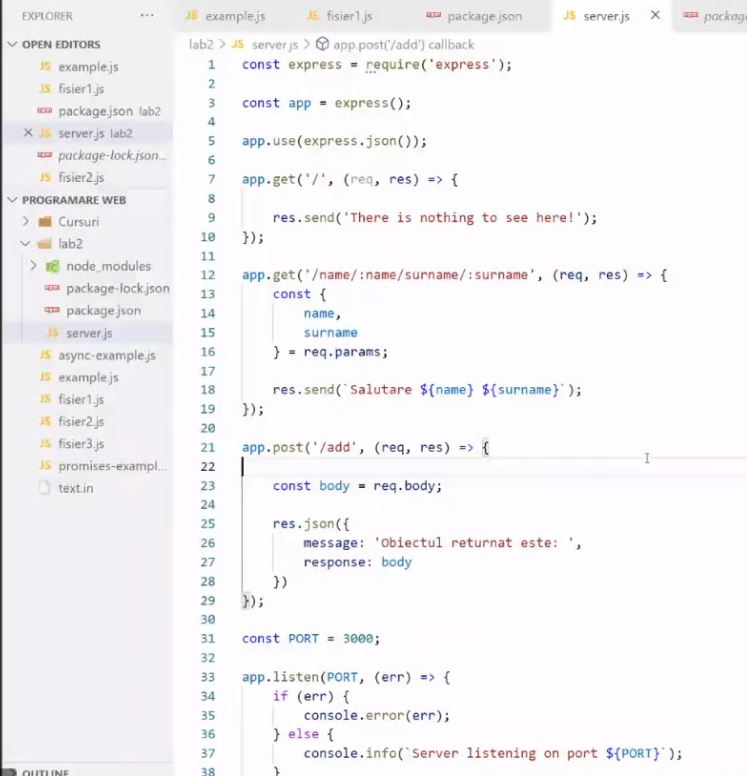 EXPLORER ...
OPEN EDITORS
JS example.js
JS fisier1.js
package.json lab2
JS server.js lab2
package-lock.json...
JS fisier2.js
PROGRAMARE WEB
Cursuri
lab2
node_modules
package-lock.json
package.json
JS server.js
JS async-example.js
JS example.js
JS fisier1.js
JS fisier2.js
JS fisier3.js
JS promises-exampl...
text.in
OUTLINE
JS example.js JS fisier1.js package.json JS server.js package
lab2 > JS server.js > app.post('/add') callback
1 const express = require('express');
2
3 const app = express();
4
5 app.use(express.json());
6
7 app.get('/', (req, res) => {
8
9 res.send('There is nothing to see here!');
10 });
11
12 app.get('/name/:name/surname/:surname', (req, res) => {
13 const {
14 name,
15 surname
16 } = req.params;
17
18 res.send(`Salutare ${name} ${surname}`);
19 });
20
21 app.post('/add', (req, res) => {
22
23 const body = req.body;
24
25 res.json({
26 message: 'Obiectul returnat este: ',
27 response: body
28 })
29 });
30
31 const PORT = 3000;
32
33 app.listen(PORT, (err) => {
34 if (err) {
35 console.error(err);
36 } else {
37 console.info(`Server listening on port ${PORT}`);
38 }